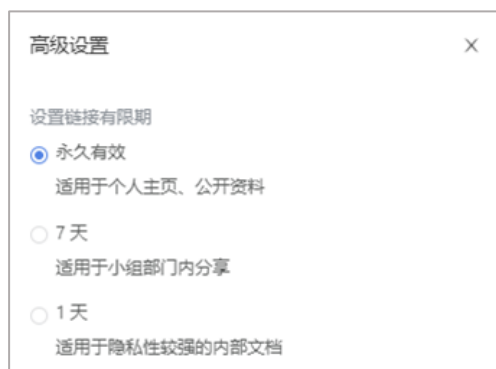 高级设置
设置链接有限期
永久有效
适用于个人主页、公开资料
7 天
适用于小组部门内分享
1 天
适用于隐私性较强的内部文档